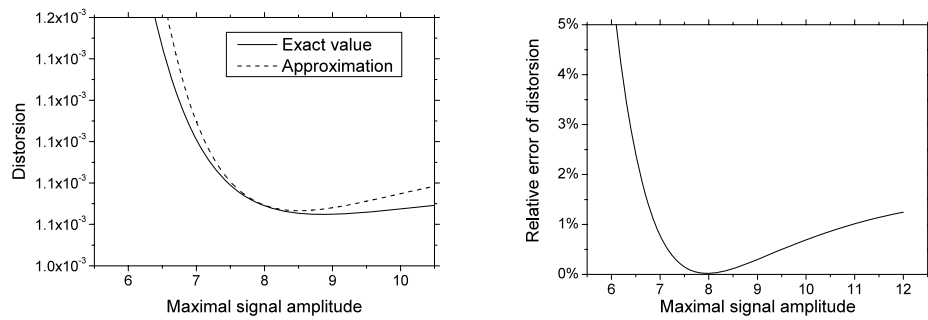 1.2x10⁻³
1.1x10⁻³
1.1x10⁻³
1.1x10⁻³
1.1x10⁻³
1.1x10⁻³
1.0x10⁻³
Distorsion
Exact value
Approximation
6 7 8 9 10
Maximal signal amplitude
5%
4%
3%
2%
1%
0%
Relative error of distorsion
6 7 8 9 10 11 12
Maximal signal amplitude